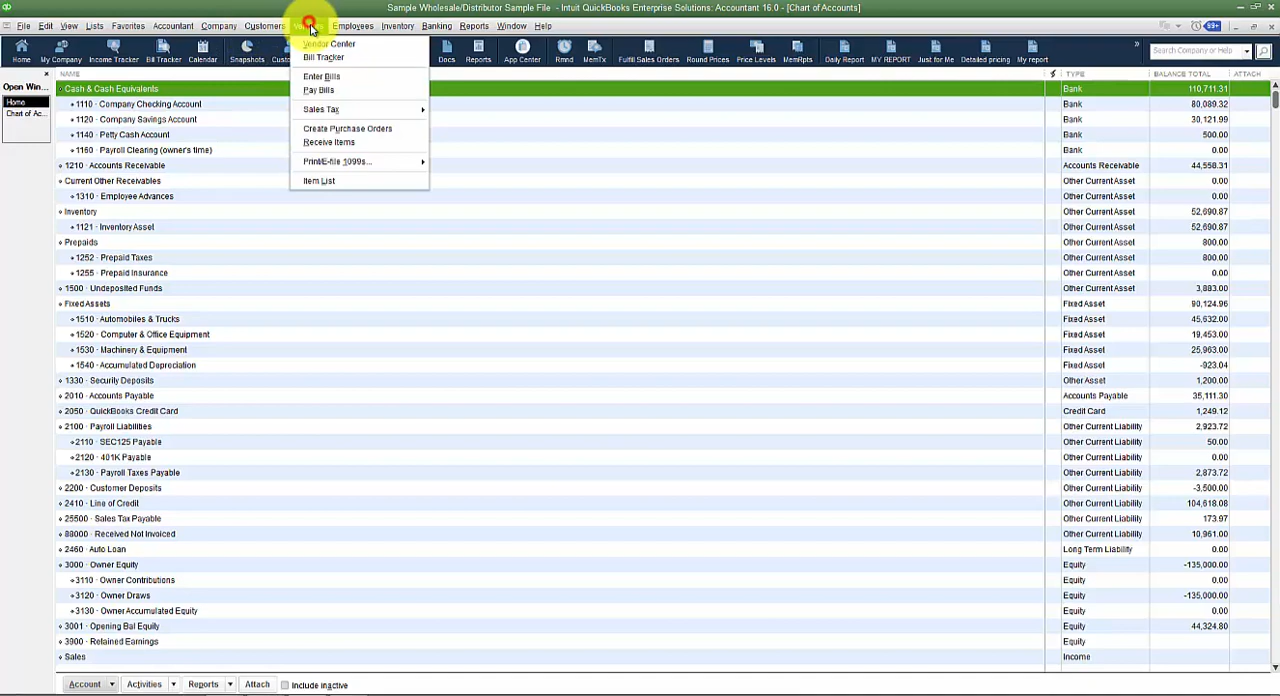 Sample Wholesale/Distributor Sample File - Intuit QuickBooks Enterprise Solutions: Accountant 16.0 - [Chart of Accounts]
File Edit View Lists Favorites Accountant Company Customers Employees Inventory Banking Reports Window Help 99+
Home My Company Income Tracker Bill Tracker Calendar Snapshots Docs Reports App Center Rmnd MemTx Fulfill Sales Orders Round Prices Price Levels MemRpts Daily Report MY REPORT Just for Me Detailed pricing My report
Search Company or Help
Vendor Center
Bill Tracker
Enter Bills
Pay Bills
Sales Tax
Create Purchase Orders
Receive Items
Print/E-file 1099s...
Item List
Open Win...
Home
Chart of Ac...
NAME TYPE BALANCE TOTAL ATTACH
Cash & Cash Equivalents Bank 110,711.31
1110 · Company Checking Account Bank 80,089.32
1120 · Company Savings Account Bank 30,121.99
1140 · Petty Cash Account Bank 500.00
1160 · Payroll Clearing (owner's time) Bank 0.00
1210 · Accounts Receivable Accounts Receivable 44,558.31
Current Other Receivables Other Current Asset 0.00
1310 · Employee Advances Other Current Asset 0.00
Inventory Other Current Asset 52,690.87
1121 · Inventory Asset Other Current Asset 52,690.87
Prepaids Other Current Asset 800.00
1252 · Prepaid Taxes Other Current Asset 800.00
1255 · Prepaid Insurance Other Current Asset 0.00
1500 · Undeposited Funds Other Current Asset 3,883.00
Fixed Assets Fixed Asset 90,124.96
1510 · Automobiles & Trucks Fixed Asset 45,632.00
1520 · Computer & Office Equipment Fixed Asset 19,453.00
1530 · Machinery & Equipment Fixed Asset 25,963.00
1540 · Accumulated Depreciation Fixed Asset -923.04
1330 · Security Deposits Other Asset 1,200.00
2010 · Accounts Payable Accounts Payable 35,111.30
2050 · QuickBooks Credit Card Credit Card 1,249.12
2100 · Payroll Liabilities Other Current Liability 2,923.72
2110 · SEC125 Payable Other Current Liability 50.00
2120 · 401K Payable Other Current Liability 0.00
2130 · Payroll Taxes Payable Other Current Liability 2,873.72
2200 · Customer Deposits Other Current Liability -3,500.00
2410 · Line of Credit Other Current Liability 104,618.08
25500 · Sales Tax Payable Other Current Liability 173.97
88000 · Received Not Invoiced Other Current Liability 10,961.00
2460 · Auto Loan Long Term Liability 0.00
3000 · Owner Equity Equity -135,000.00
3110 · Owner Contributions Equity 0.00
3120 · Owner Draws Equity -135,000.00
3130 · Owner Accumulated Equity Equity 0.00
3001 · Opening Bal Equity Equity 44,324.80
3900 · Retained Earnings Equity
Sales Income
Account Activities Reports Attach Include inactive